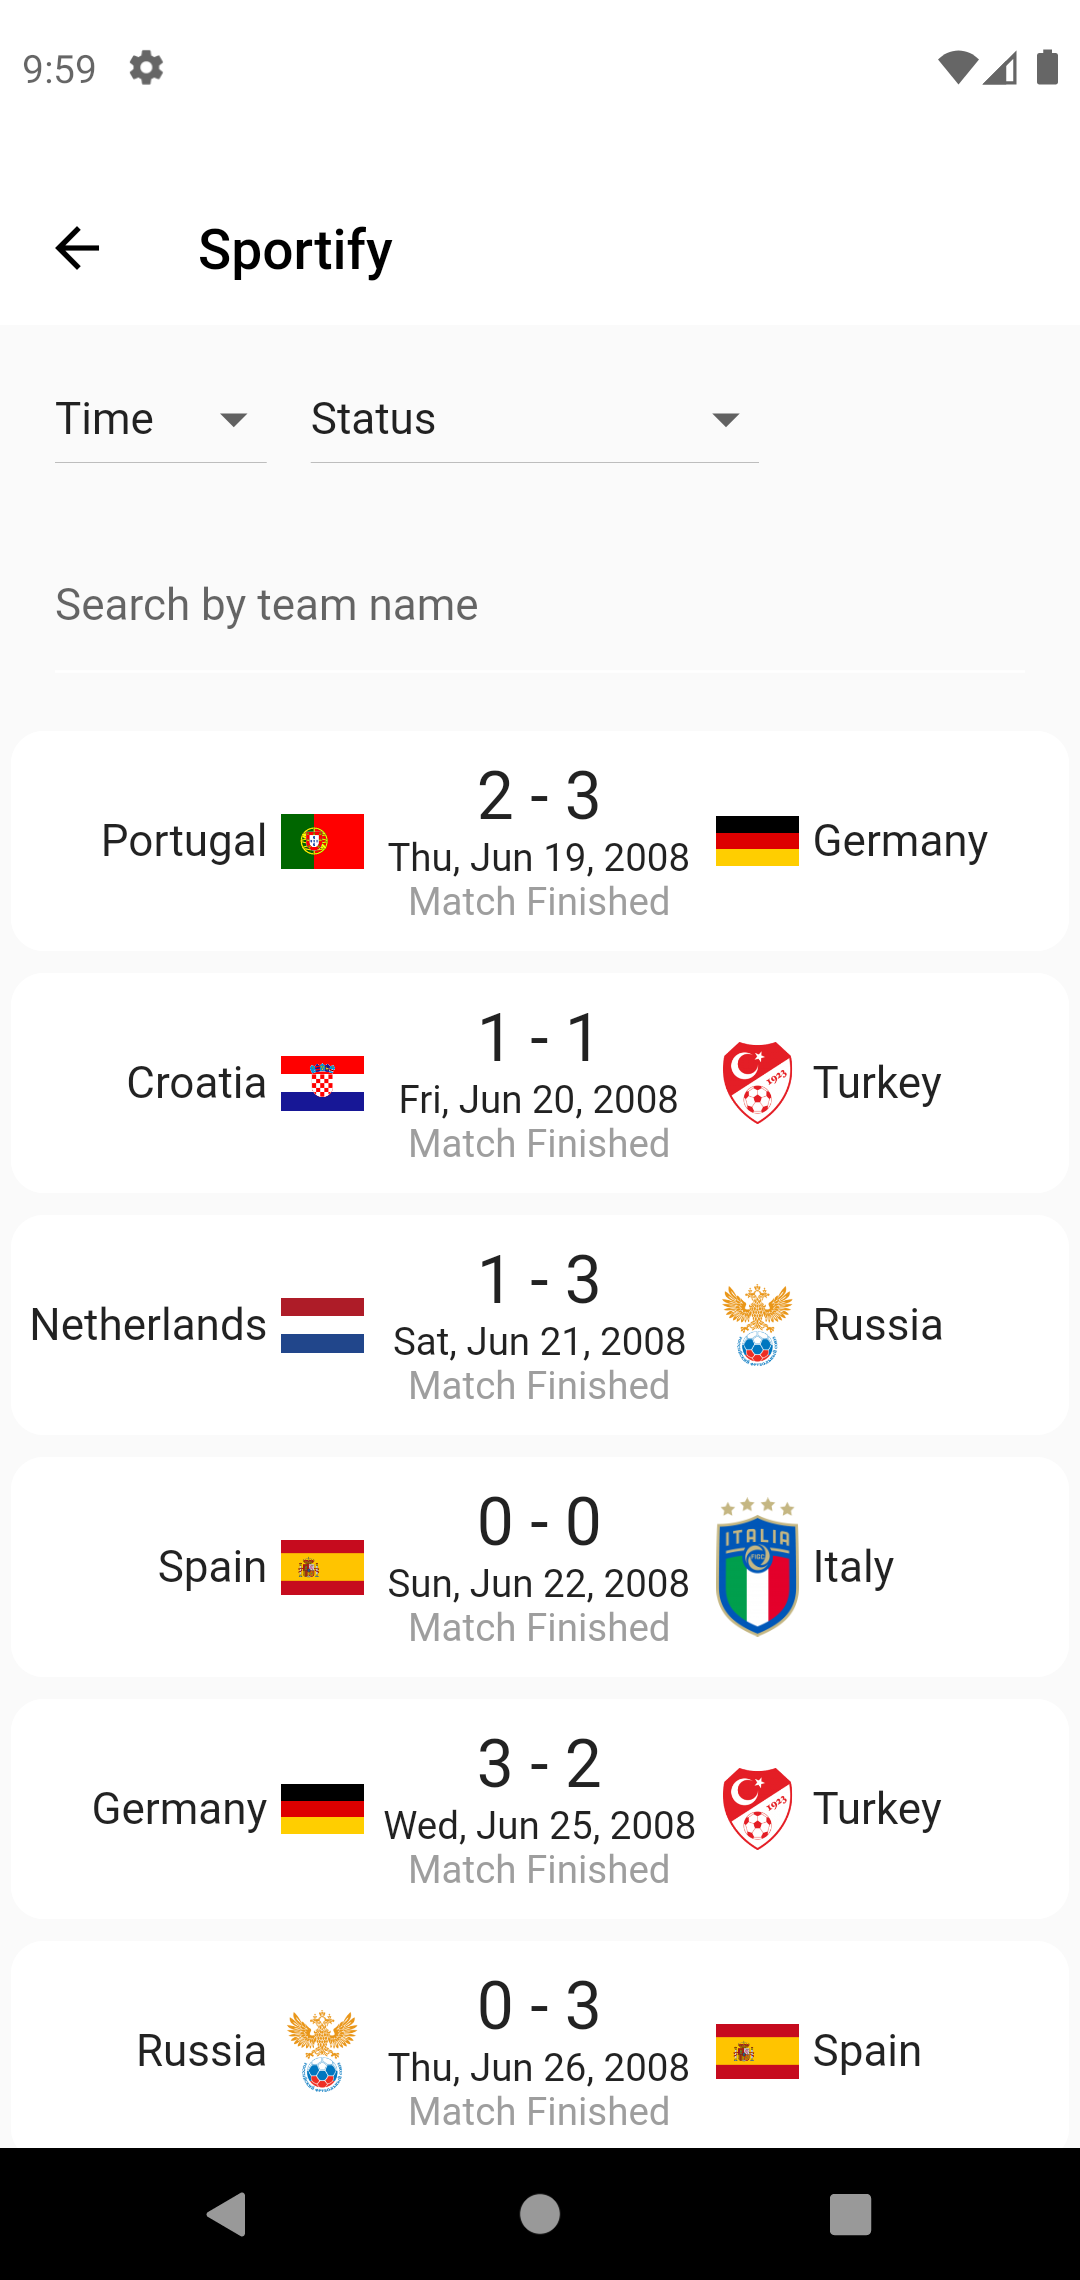 9:59
Sportify
Time
Status
Search by team name
2 - 3
Portugal
Germany
Thu, Jun 19, 2008
Match Finished
1 - 1
Croatia
1923
Turkey
Fri, Jun 20, 2008
Match Finished
1 - 3
Netherlands
Russia
Sat, Jun 21, 2008
Match Finished
0 - 0
ITALIA
FIGC
Spain
Italy
Sun, Jun 22, 2008
Match Finished
3 - 2
Germany
1923
Turkey
Wed, Jun 25, 2008
Match Finished
0 - 3
Russia
Spain
Thu, Jun 26, 2008
Match Finished